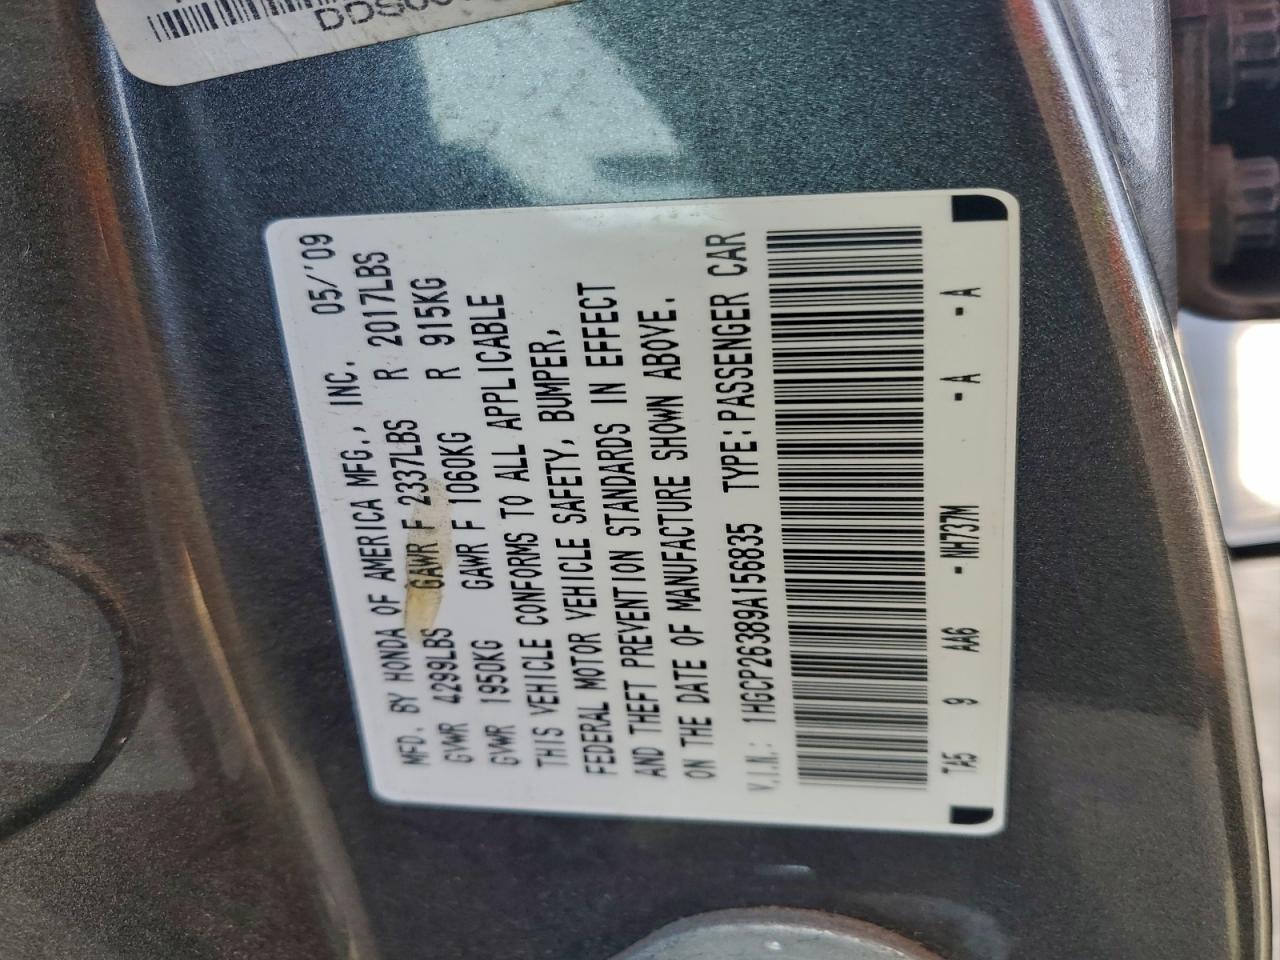 MFD. BY HONDA OF AMERICA MFG., INC. 05/'09
GVWR 4299LBS GAWR F 2337LBS R 2017LBS
GVWR 1950KG GAWR F 1060KG R 915KG
THIS VEHICLE CONFORMS TO ALL APPLICABLE
FEDERAL MOTOR VEHICLE SAFETY, BUMPER,
AND THEFT PREVENTION STANDARDS IN EFFECT
ON THE DATE OF MANUFACTURE SHOWN ABOVE.
V.I.N.: 1HGCP26389A156835 TYPE:PASSENGER CAR
TA5 9 AA6 -NH737M -A -A